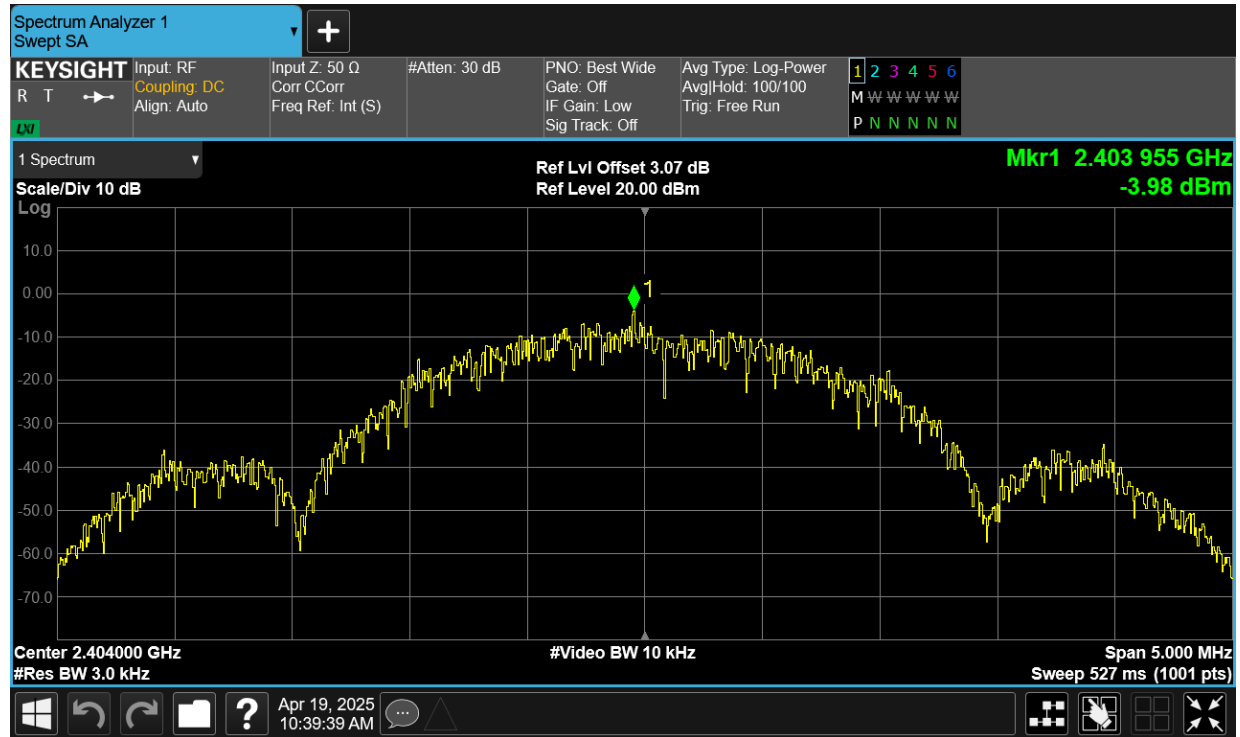 Spectrum Analyzer 1
Swept SA
+
KEYSIGHT
R T
LXI
Input: RF
Coupling: DC
Align: Auto
Input Z: 50 Ω
Corr CCorr
Freq Ref: Int (S)
#Atten: 30 dB
PNO: Best Wide
Gate: Off
IF Gain: Low
Sig Track: Off
Avg Type: Log-Power
Avg|Hold: 100/100
Trig: Free Run
1 2 3 4 5 6
M W W W W W
P N N N N N
1 Spectrum
Scale/Div 10 dB
Log
Ref Lvl Offset 3.07 dB
Ref Level 20.00 dBm
Mkr1 2.403 955 GHz
-3.98 dBm
10.0
0.00
-10.0
-20.0
-30.0
-40.0
-50.0
-60.0
-70.0
1
Center 2.404000 GHz
#Res BW 3.0 kHz
#Video BW 10 kHz
Span 5.000 MHz
Sweep 527 ms (1001 pts)
?
Apr 19, 2025
10:39:39 AM